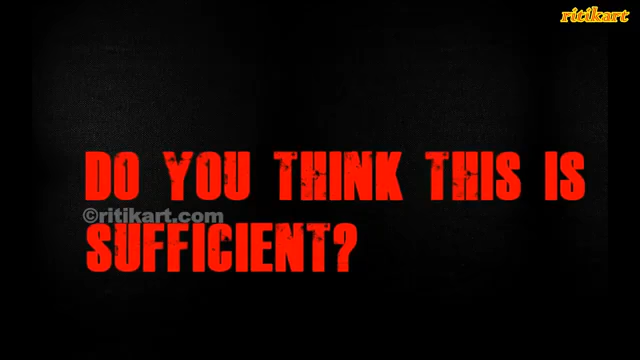 ritikart
DO YOU THINK THIS IS
©ritikart.com
SUFFICIENT?